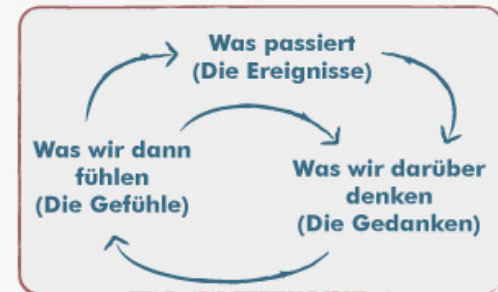 Was passiert
(Die Ereignisse)
Was wir dann
fühlen
(Die Gefühle)
Was wir darüber
denken
(Die Gedanken)